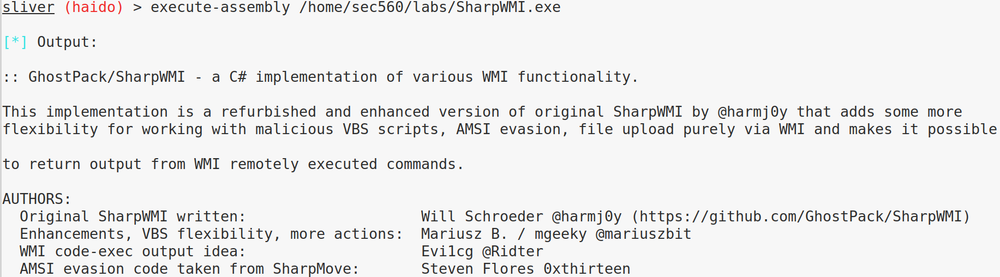 sliver (haido) > execute-assembly /home/sec560/labs/SharpWMI.exe
[*] Output:
:: GhostPack/SharpWMI - a C# implementation of various WMI functionality.
This implementation is a refurbished and enhanced version of original SharpWMI by @harmj0y that adds some more
flexibility for working with malicious VBS scripts, AMSI evasion, file upload purely via WMI and makes it possible
to return output from WMI remotely executed commands.
AUTHORS:
Original SharpWMI written: Will Schroeder @harmj0y (https://github.com/GhostPack/SharpWMI)
Enhancements, VBS flexibility, more actions: Mariusz B. / mgeeky @mariuszbit
WMI code-exec output idea: Evi1cg @Ridter
AMSI evasion code taken from SharpMove: Steven Flores 0xthirteen